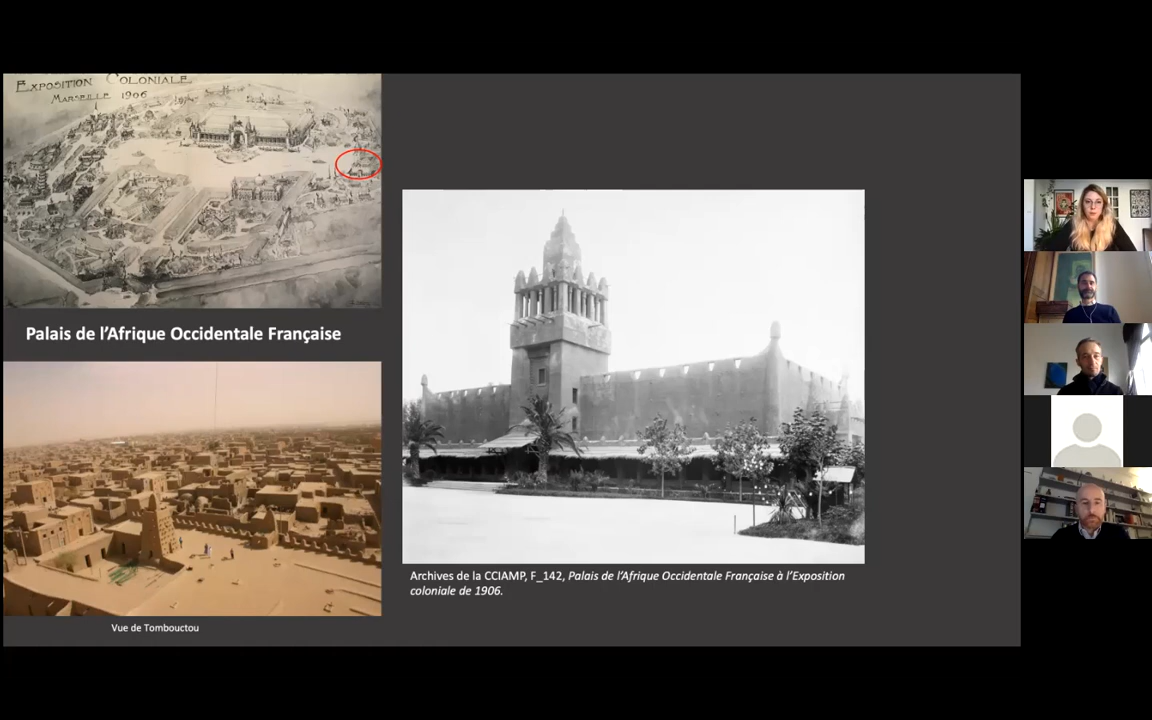 EXPOSITION COLONIALE
MARSEILLE 1906
Palais de l'Afrique Occidentale Française
Vue de Tombouctou
Archives de la CCIAMP, F_142, Palais de l'Afrique Occidentale Française à l'Exposition
coloniale de 1906.